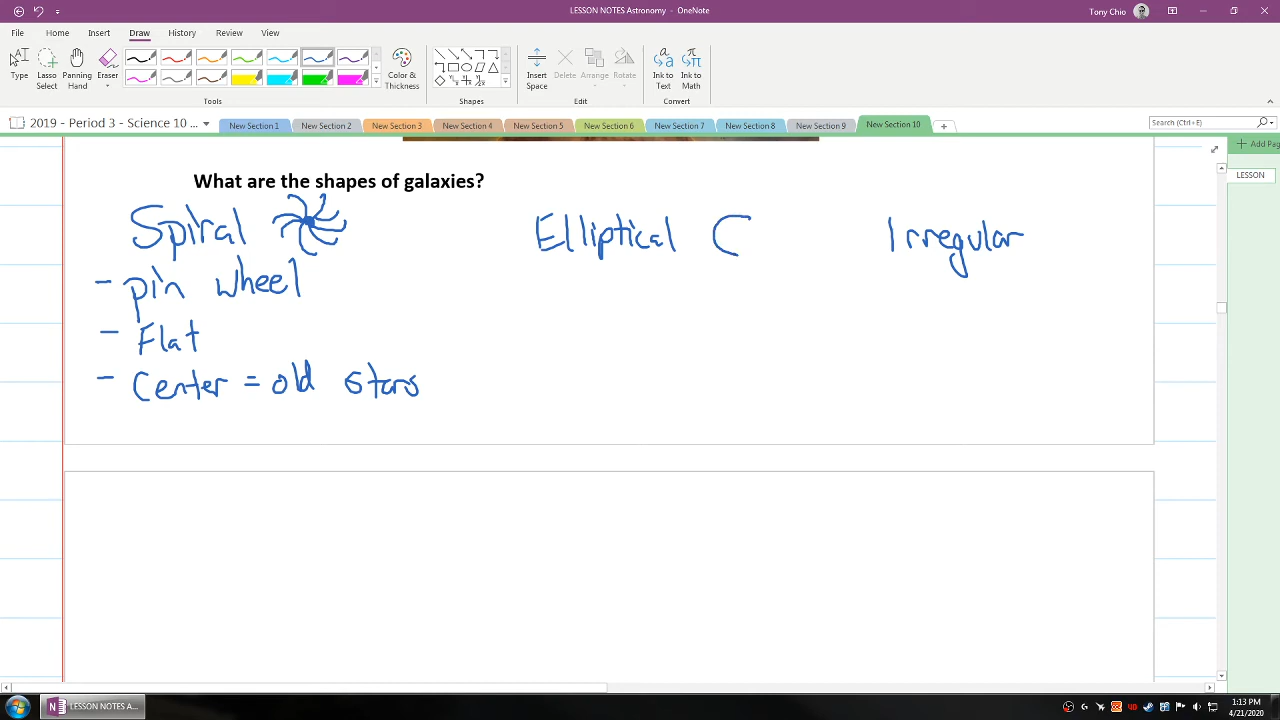 LESSON NOTES Astronomy - OneNote
Tony Chio
File Home Insert Draw History Review View
Type
Lasso Select
Panning Hand
Eraser
Color & Thickness
Insert Space
Delete
Arrange
Rotate
Ink to Text
Ink to Math
Tools
Shapes
Edit
Convert
2019 - Period 3 - Science 10 ...
New Section 1
New Section 2
New Section 3
New Section 4
New Section 5
New Section 6
New Section 7
New Section 8
New Section 9
New Section 10
Search (Ctrl+E)
Add Pag
LESSON
What are the shapes of galaxies?
Spiral
Elliptical C
Irregular
- pin wheel
- Flat
- Center = old stars
LESSON NOTES A...
1:13 PM
4/21/2020